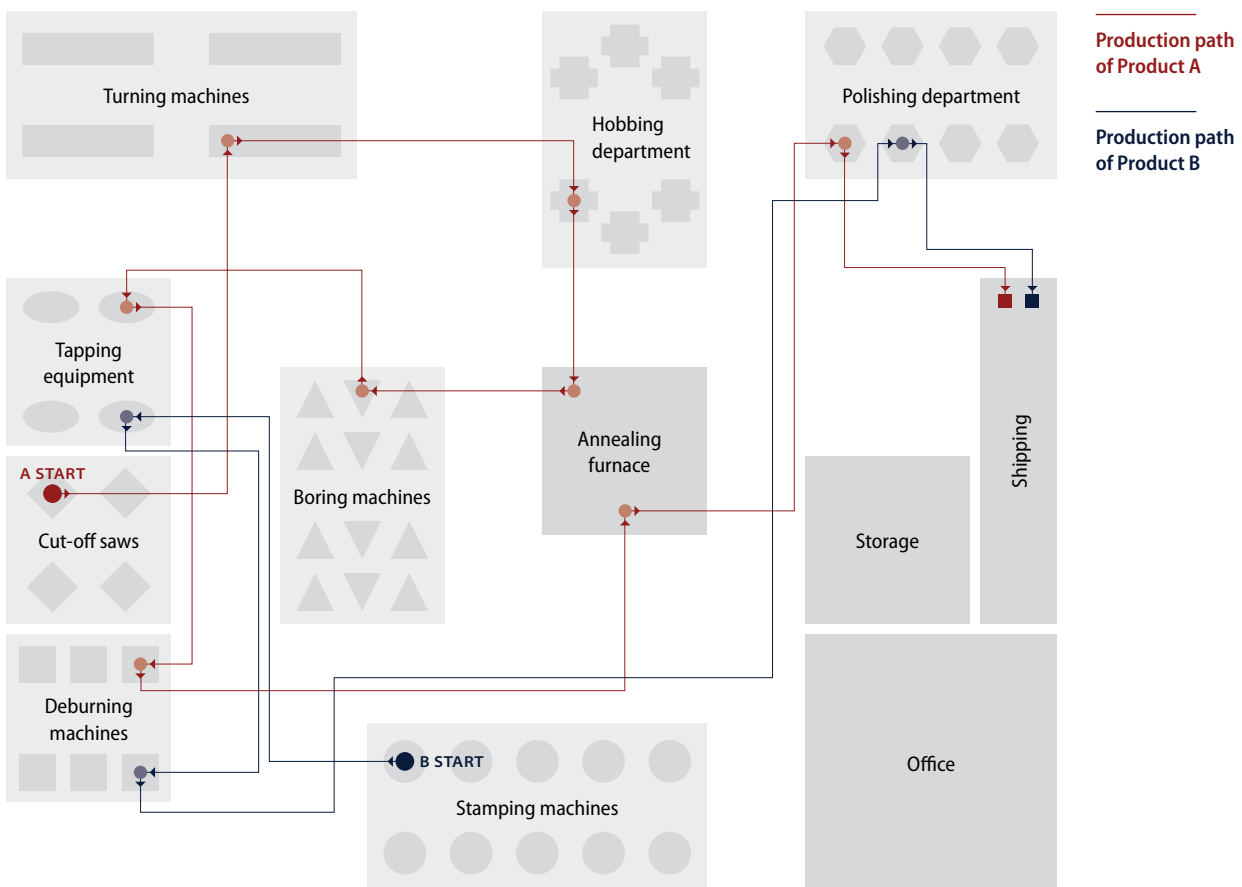 Turning machines
Hobbing
department
Polishing department
Production path
of Product A
Production path
of Product B
Tapping
equipment
A START
Cut-off saws
Boring machines
Annealing
furnace
Storage
Shipping
Deburning
machines
B START
Stamping machines
Office